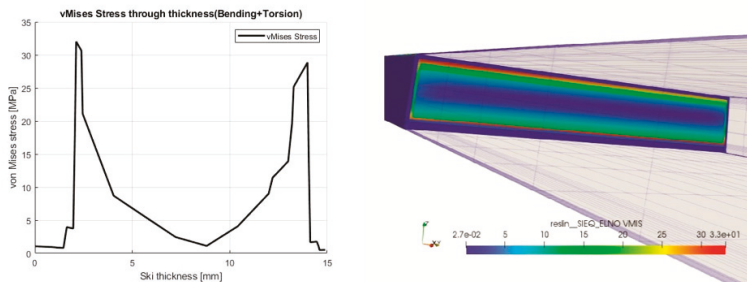 vMises Stress through thickness(Bending+Torsion)
vMises Stress
von Mises stress [MPa]
35
30
25
20
15
10
5
0
0 5 10 15
Ski thickness [mm]
reslin__SIEQ_ELNO VMIS
2.7e-02 5 10 15 20 25 30 3.3e+01